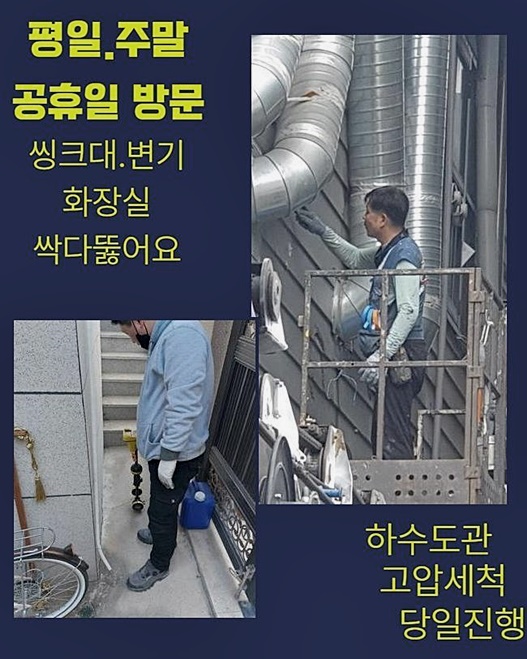 평일.주말
공휴일 방문
씽크대.변기
화장실
싹다뚫어요
하수도관
고압세척
당일진행